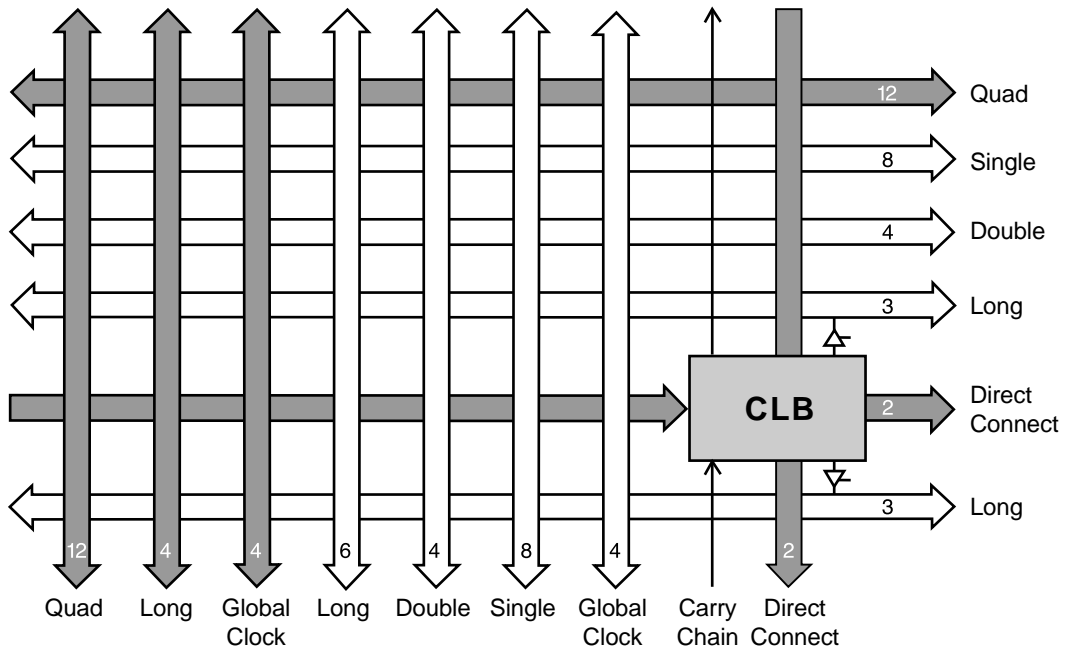 12
Quad
8
Single
4
Double
3
Long
CLB
2
Direct
Connect
3
Long
12
4
4
6
4
8
4
2
Quad
Long
Global
Clock
Long
Double
Single
Global
Clock
Carry
Chain
Direct
Connect